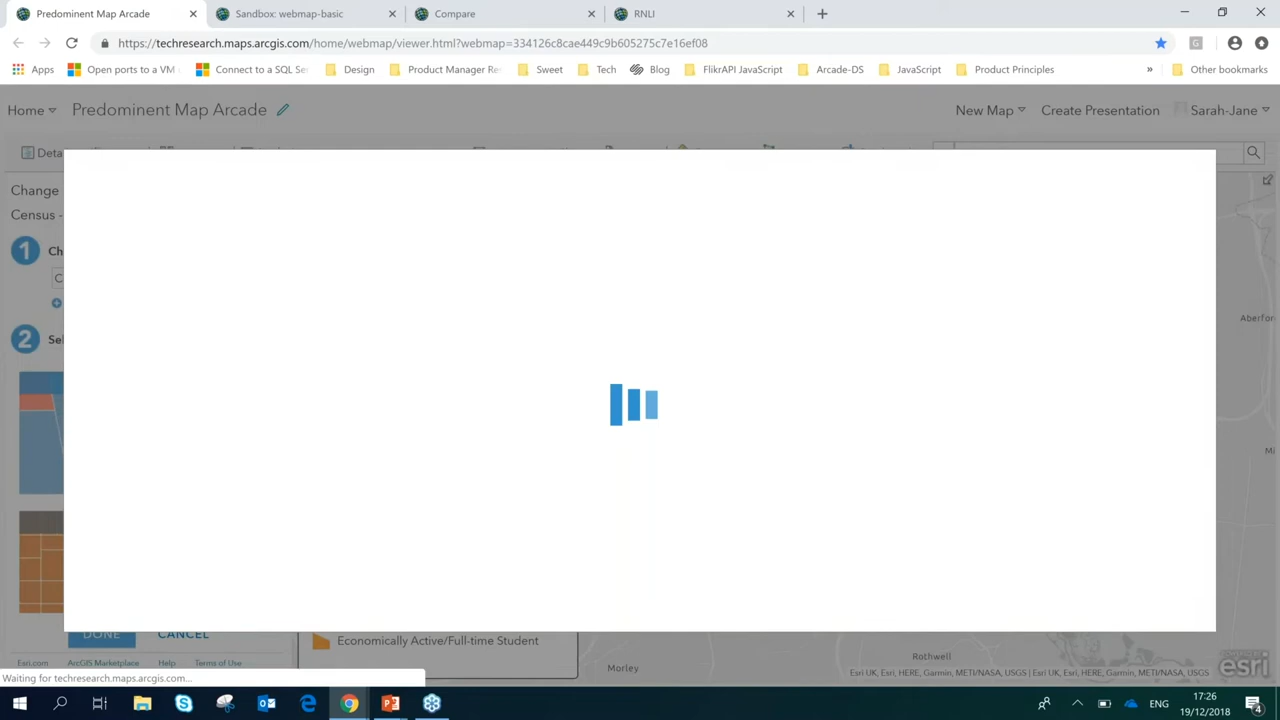 Predominent Map Arcade
Sandbox: webmap-basic
Compare
RNLI
https://techresearch.maps.arcgis.com/home/webmap/viewer.html?webmap=334126c8cae449c9b605275c7e16ef08
Apps
Open ports to a VM
Connect to a SQL Se
Design
Product Manager Re
Sweet
Tech
Blog
FlikrAPI JavaScript
Arcade-DS
JavaScript
Product Principles
»
Other bookmarks
Home
Predominent Map Arcade
New Map
Create Presentation
Sarah-Jane
Deta
Change
Census -
1 Ch
C
2 Sel
Aberfor
Mi
DONE
CANCEL
Economically Active/Full-time Student
Rothwell
Morley
Esri.com
ArcGIS Marketplace
Help
Terms of Use
Esri UK, Esri, HERE, Garmin, METI/NASA, USGS | Esri UK, Esri, HERE, Garmin, METI/NASA, USGS
esri
Waiting for techresearch.maps.arcgis.com...
ENG
17:26
19/12/2018
4